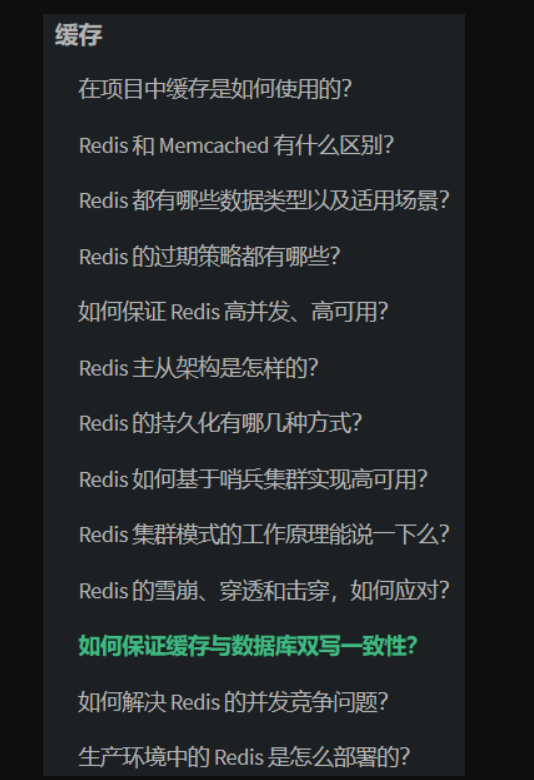 缓存
在项目中缓存是如何使用的?
Redis 和 Memcached 有什么区别?
Redis 都有哪些数据类型以及适用场景?
Redis 的过期策略都有哪些?
如何保证 Redis 高并发、高可用?
Redis 主从架构是怎样的?
Redis 的持久化有哪几种方式?
Redis 如何基于哨兵集群实现高可用?
Redis 集群模式的工作原理能说一下么?
Redis 的雪崩、穿透和击穿，如何应对?
如何保证缓存与数据库双写一致性?
如何解决 Redis 的并发竞争问题?
生产环境中的 Redis 是怎么部署的?